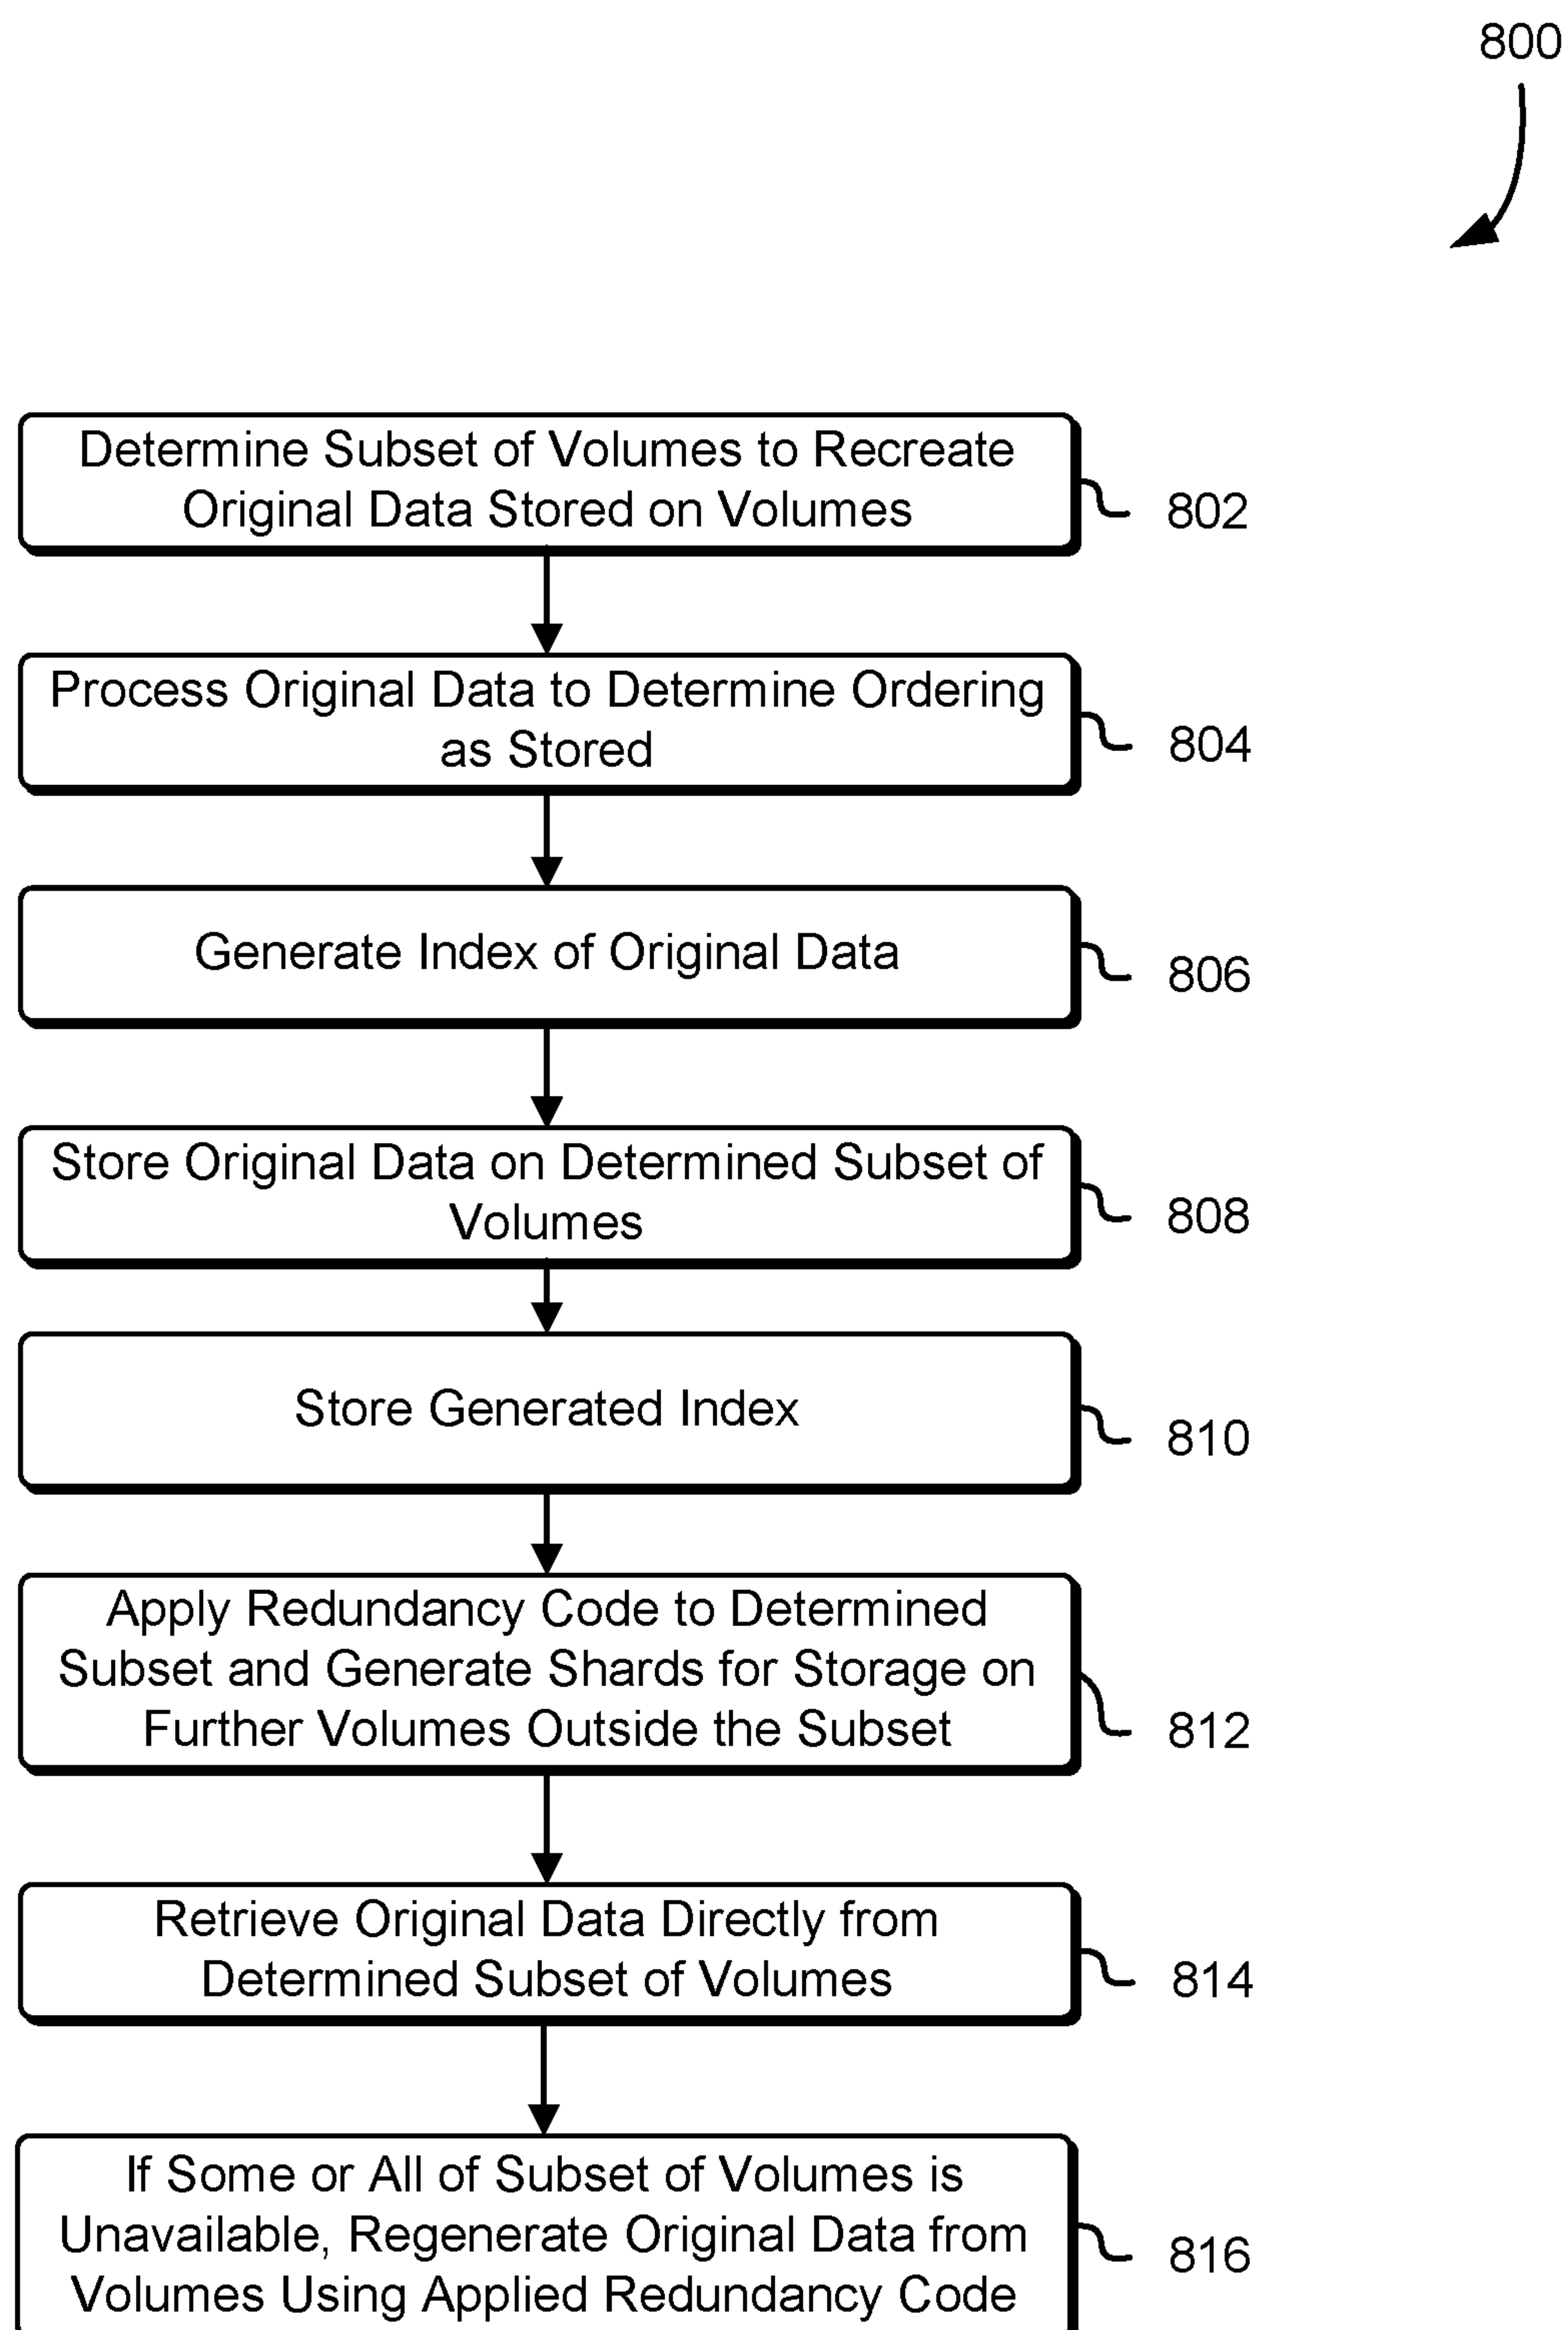 800
Determine Subset of Volumes to Recreate
Original Data Stored on Volumes
802
Process Original Data to Determine Ordering
as Stored
804
Generate Index of Original Data
806
Store Original Data on Determined Subset of
Volumes
808
Store Generated Index
810
Apply Redundancy Code to Determined
Subset and Generate Shards for Storage on
Further Volumes Outside the Subset
812
Retrieve Original Data Directly from
Determined Subset of Volumes
814
If Some or All of Subset of Volumes is
Unavailable, Regenerate Original Data from
Volumes Using Applied Redundancy Code
816